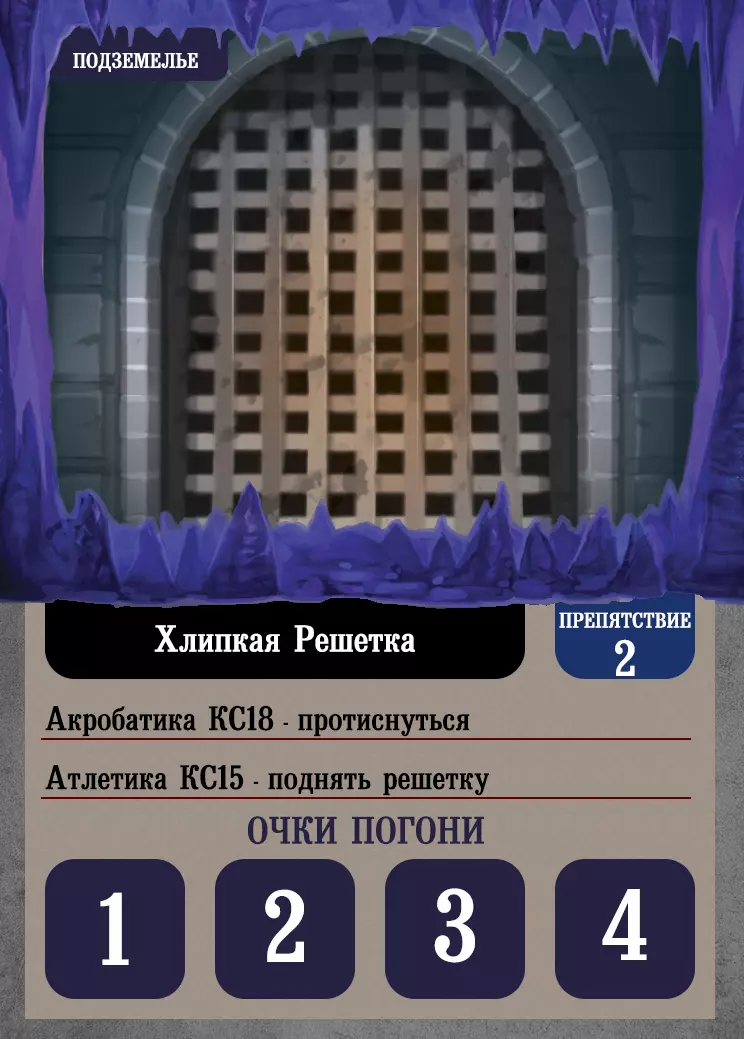 ПОДЗЕМЕЛЬЕ
Хлипкая Решетка
ПРЕПЯТСТВИЕ
2
Акробатика КС18 - протиснуться
Атлетика КС15 - поднять решетку
ОЧКИ ПОГОНИ
1 2 3 4